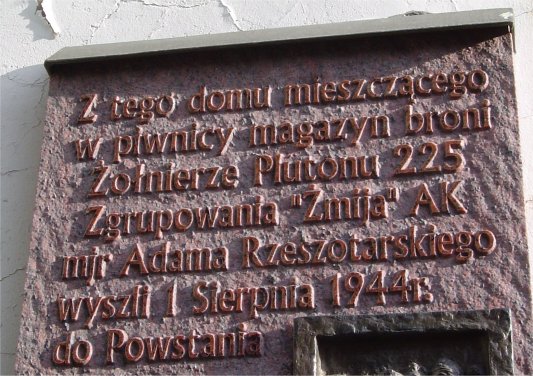 Z tego domu mieszczącego
w piwnicy magazyn broni
Żołnierze Plutonu 225
Zgrupowania "Żmija" AK
mjr Adama Rzeszotarskiego
wyszli 1 Sierpnia 1944r.
do Powstania